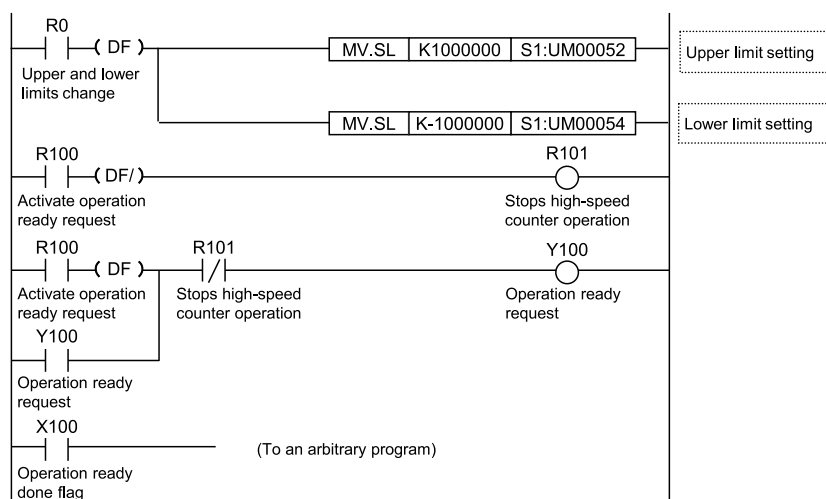 R0
( DF )
MV.SL K1000000 S1:UM00052
Upper limit setting
Upper and lower
limits change
MV.SL K-1000000 S1:UM00054
Lower limit setting
R100
( DF/ )
R101
Activate operation
ready request
Stops high-speed
counter operation
R100
( DF )
R101
Y100
Activate operation
ready request
Stops high-speed
counter operation
Operation ready
request
Y100
Operation ready
request
X100
(To an arbitrary program)
Operation ready
done flag